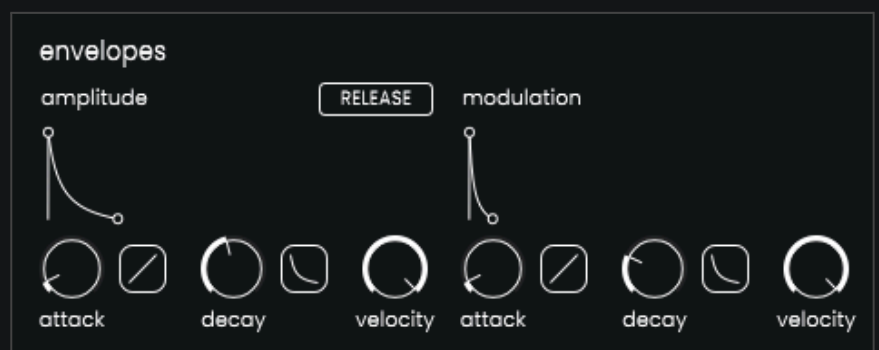 envelopes
amplitude RELEASE modulation
attack decay velocity attack decay velocity